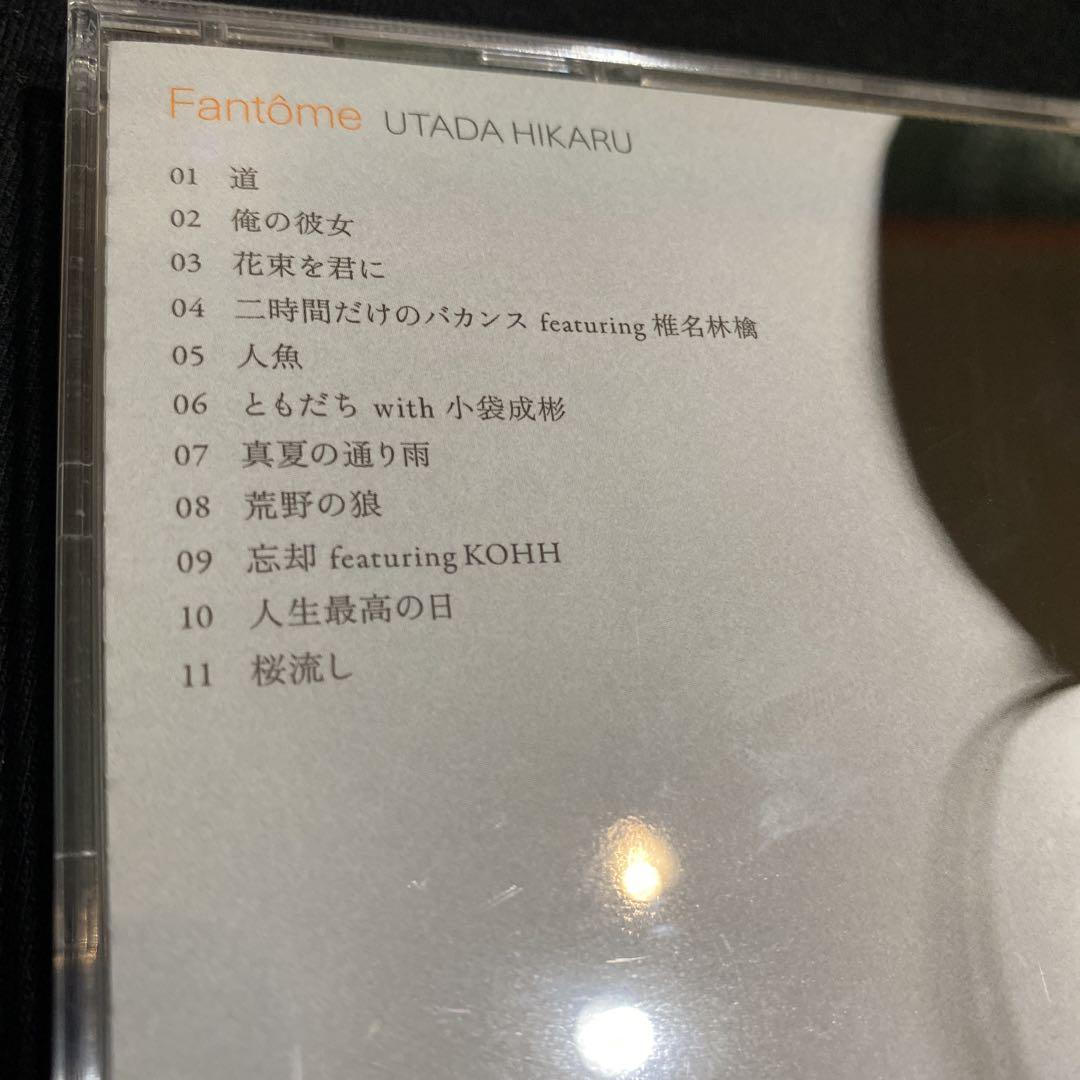 Fantôme UTADA HIKARU
01 道
02 俺の彼女
03 花束を君に
04 二時間だけのバカンス featuring 椎名林檎
05 人魚
06 ともだち with 小袋成彬
07 真夏の通り雨
08 荒野の狼
09 忘却 featuring KOHH
10 人生最高の日
11 桜流し